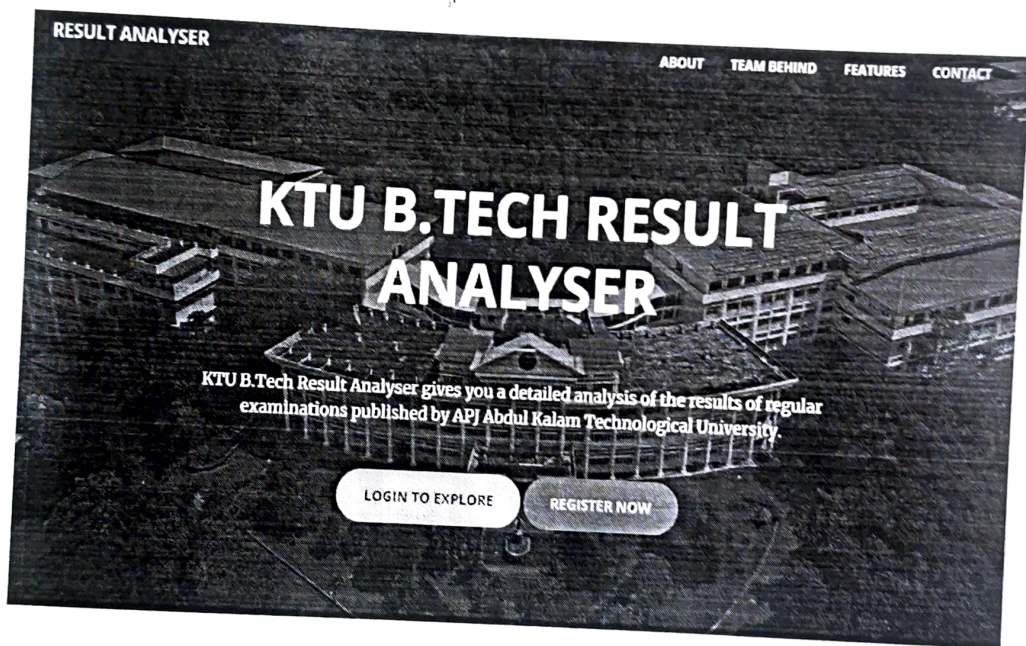 RESULT ANALYSER
ABOUT TEAM BEHIND FEATURES CONTACT
KTU B.TECH RESULT
ANALYSER
KTU B.Tech Result Analyser gives you a detailed analysis of the results of regular
examinations published by APJ Abdul Kalam Technological University.
LOGIN TO EXPLORE REGISTER NOW